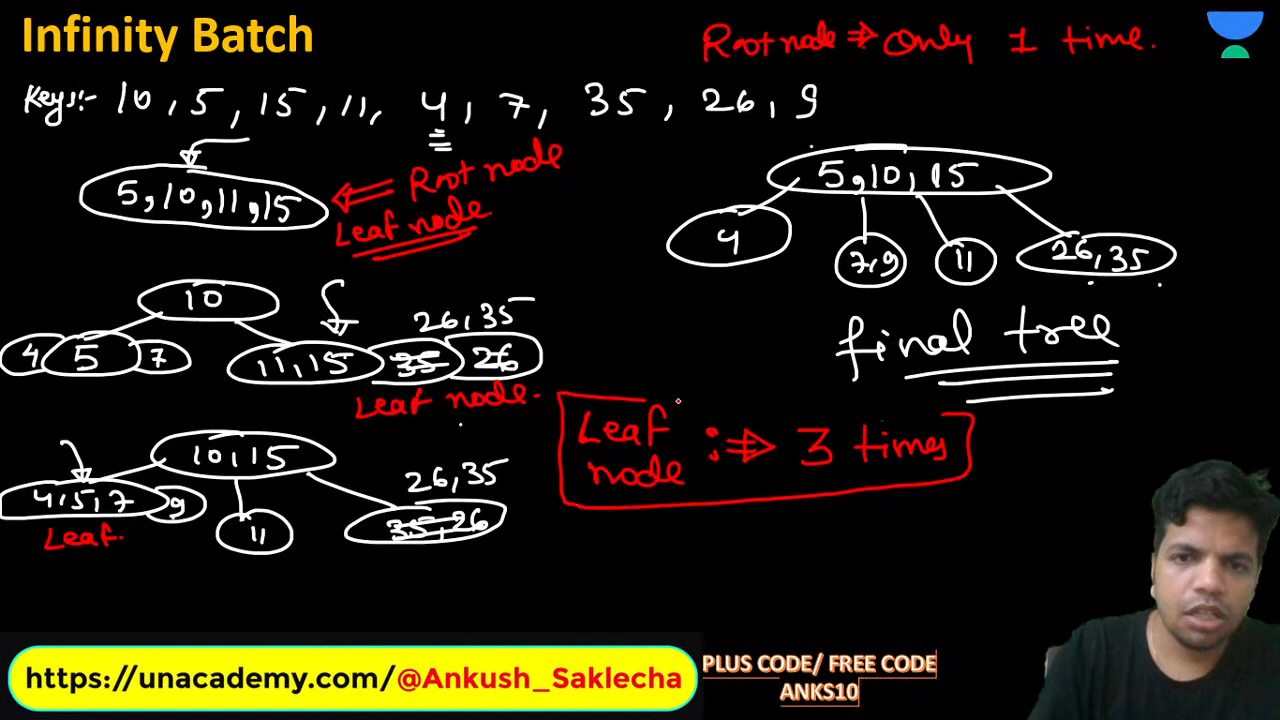 Infinity Batch
Root node ⇒ Only 1 time.
Keys:- 10, 5, 15, 11, 4, 7, 35, 26, 9
5, 10, 11, 15
Root node
Leaf node
5, 10, 15
4
7, 9
11
26, 35
final tree
10
26, 35
4
5
7
11, 15
35
26
Leaf node.
Leaf node :⇒ 3 times
10, 15
26, 35
4, 5, 7
9
11
35, 26
Leaf.
https://unacademy.com/@Ankush_Saklecha
PLUS CODE/ FREE CODE
ANKS10